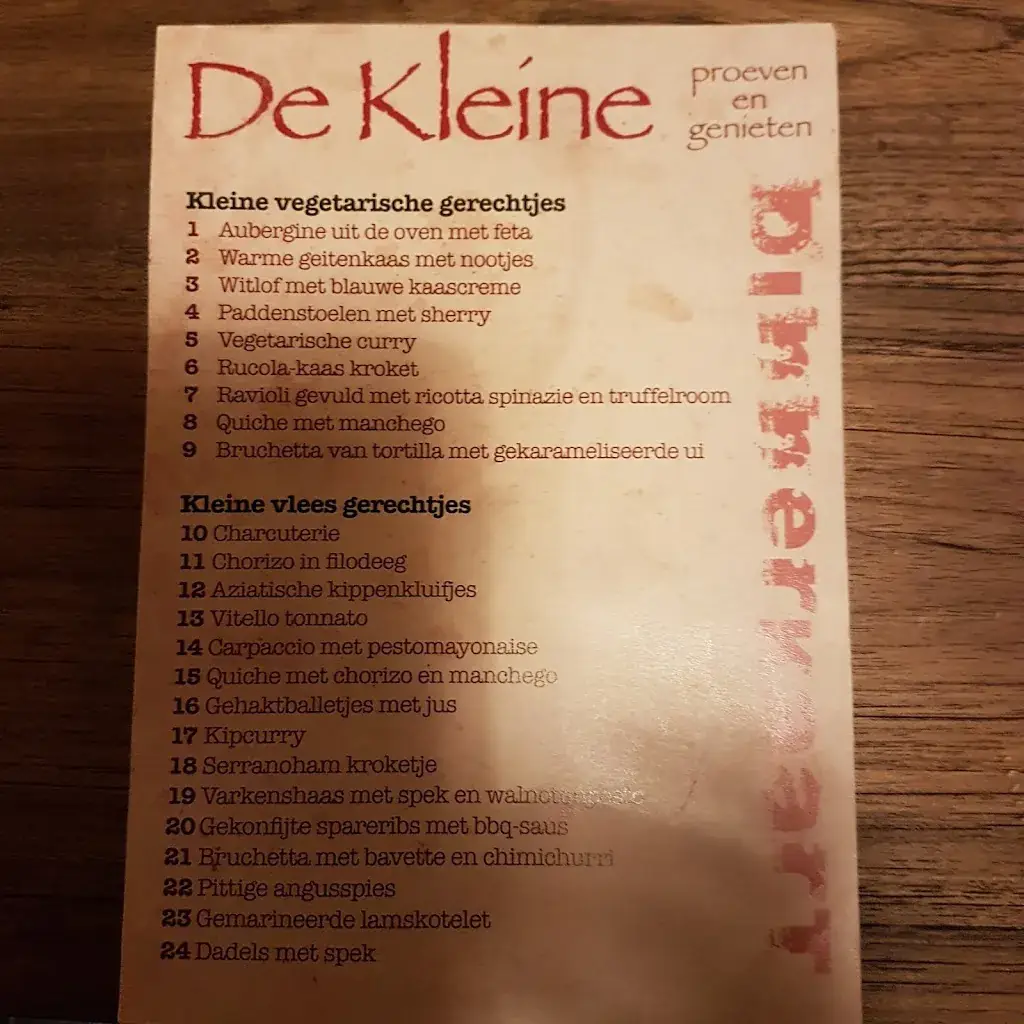 De Kleine
proeven
en
genieten
Kleine vegetarische gerechtjes
1 Aubergine uit de oven met feta
2 Warme geitenkaas met nootjes
3 Witlof met blauwe kaascreme
4 Paddenstoelen met sherry
5 Vegetarische curry
6 Rucola-kaas kroket
7 Ravioli gevuld met ricotta spinazie en truffelroom
8 Quiche met manchego
9 Bruchetta van tortilla met gekarameliseerde ui
Kleine vlees gerechtjes
10 Charcuterie
11 Chorizo in filodeeg
12 Aziatische kippenkluifjes
13 Vitello tonnato
14 Carpaccio met pestomayonaise
15 Quiche met chorizo en manchego
16 Gehaktballetjes met jus
17 Kipcurry
18 Serranoham kroketje
19 Varkenshaas met spek en
20 Gekonfijte spareribs met bbq-saus
21 Bruchetta met bavette en chimichurri
22 Pittige angusspies
23 Gemarineerde lamskotelet
24 Dadels met spek